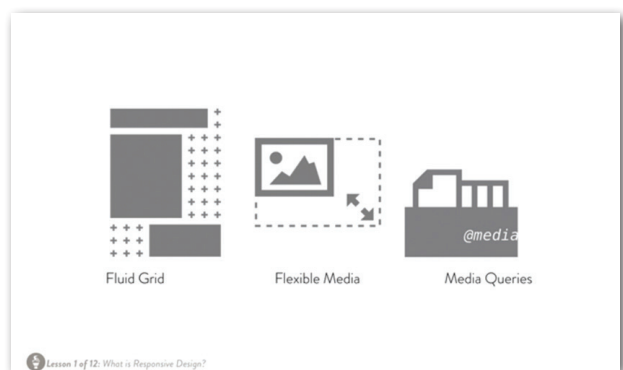 @media
Fluid Grid
Flexible Media
Media Queries
Lesson 1 of 12: What is Responsive Design?